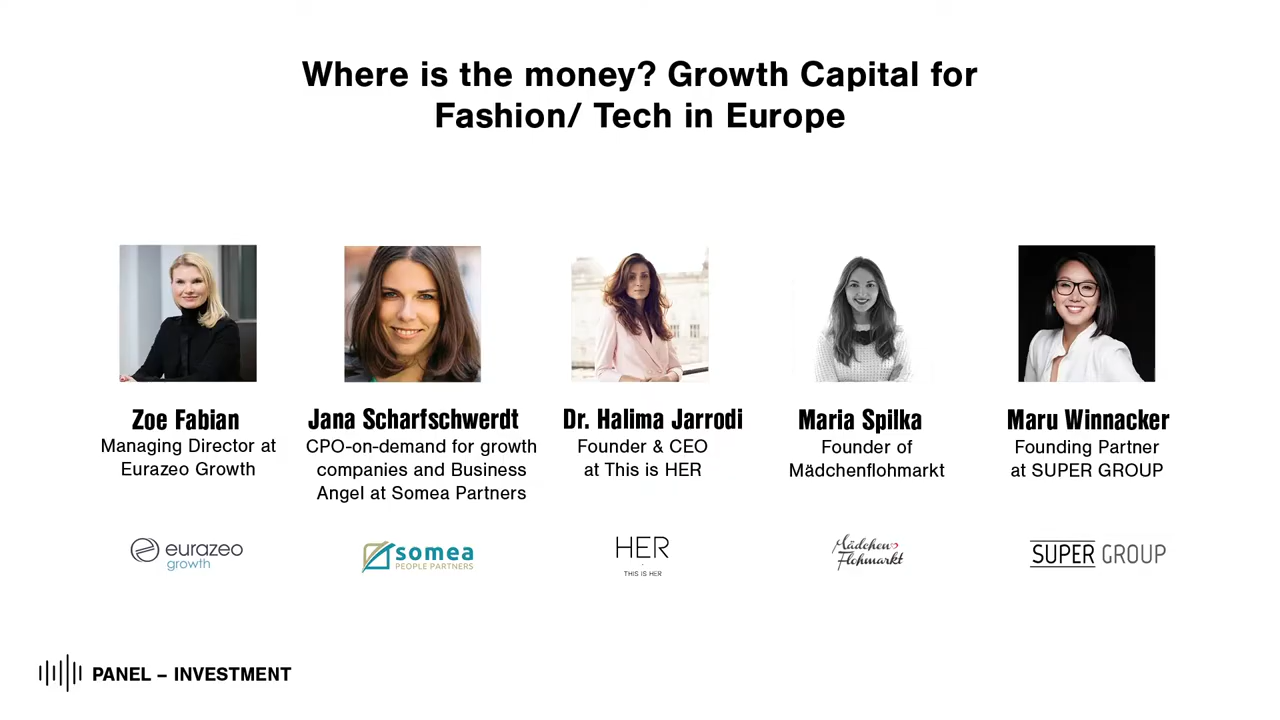 Where is the money? Growth Capital for
Fashion/ Tech in Europe
Zoe Fabian
Managing Director at
Eurazeo Growth
eurazeo
growth
Jana Scharfschwerdt
CPO-on-demand for growth
companies and Business
Angel at Somea Partners
somea
PEOPLE PARTNERS
Dr. Halima Jarrodi
Founder & CEO
at This is HER
HER
THIS IS HER
Maria Spilka
Founder of
Mädchenflohmarkt
Mädchen
Flohmarkt
Maru Winnacker
Founding Partner
at SUPER GROUP
SUPER GROUP
PANEL – INVESTMENT